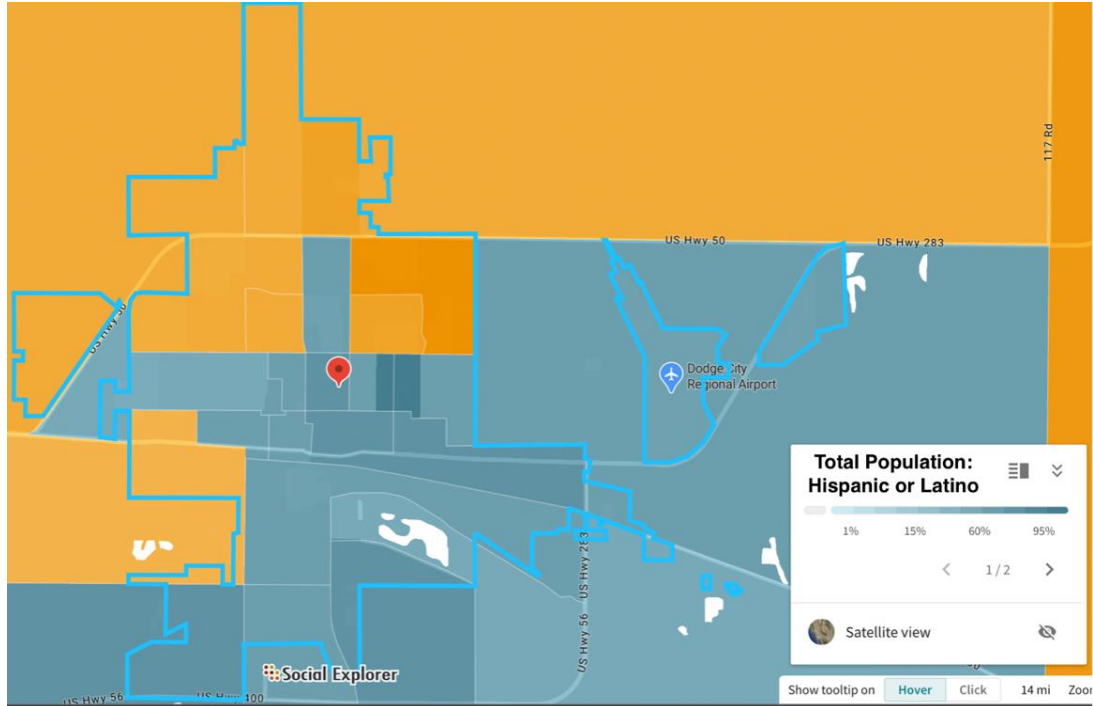 117 Rd
US Hwy 50
US Hwy 283
US Hwy 50
Dodge City
Regional Airport
Total Population:
Hispanic or Latino
1%
15%
60%
95%
1 / 2
US Hwy 283
US Hwy 56
Satellite view
Social Explorer
US Hwy 56
US Hwy 400
Show tooltip on
Hover
Click
14 mi